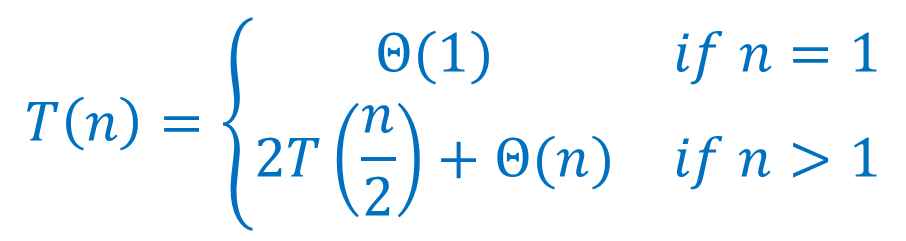 T(n) = { Θ(1) if n = 1
2T(n/2) + Θ(n) if n > 1